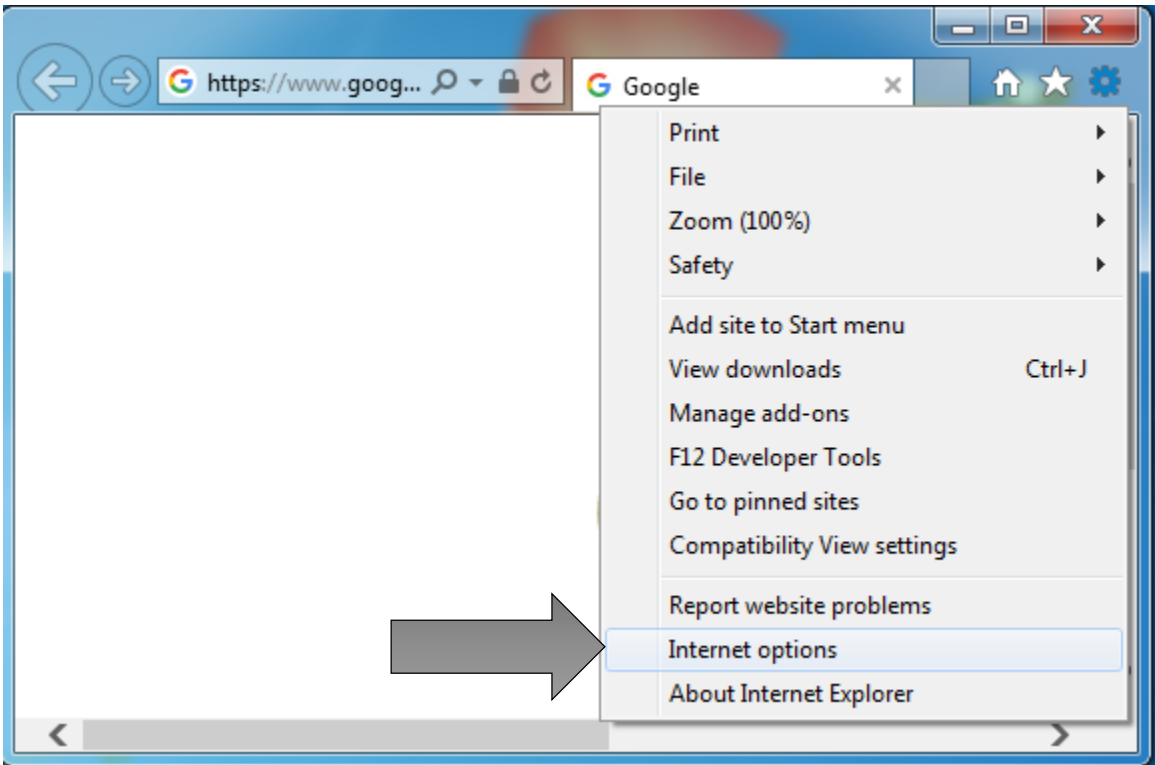 https://www.goog...
Google
Print
File
Zoom (100%)
Safety
Add site to Start menu
View downloads Ctrl+J
Manage add-ons
F12 Developer Tools
Go to pinned sites
Compatibility View settings
Report website problems
Internet options
About Internet Explorer